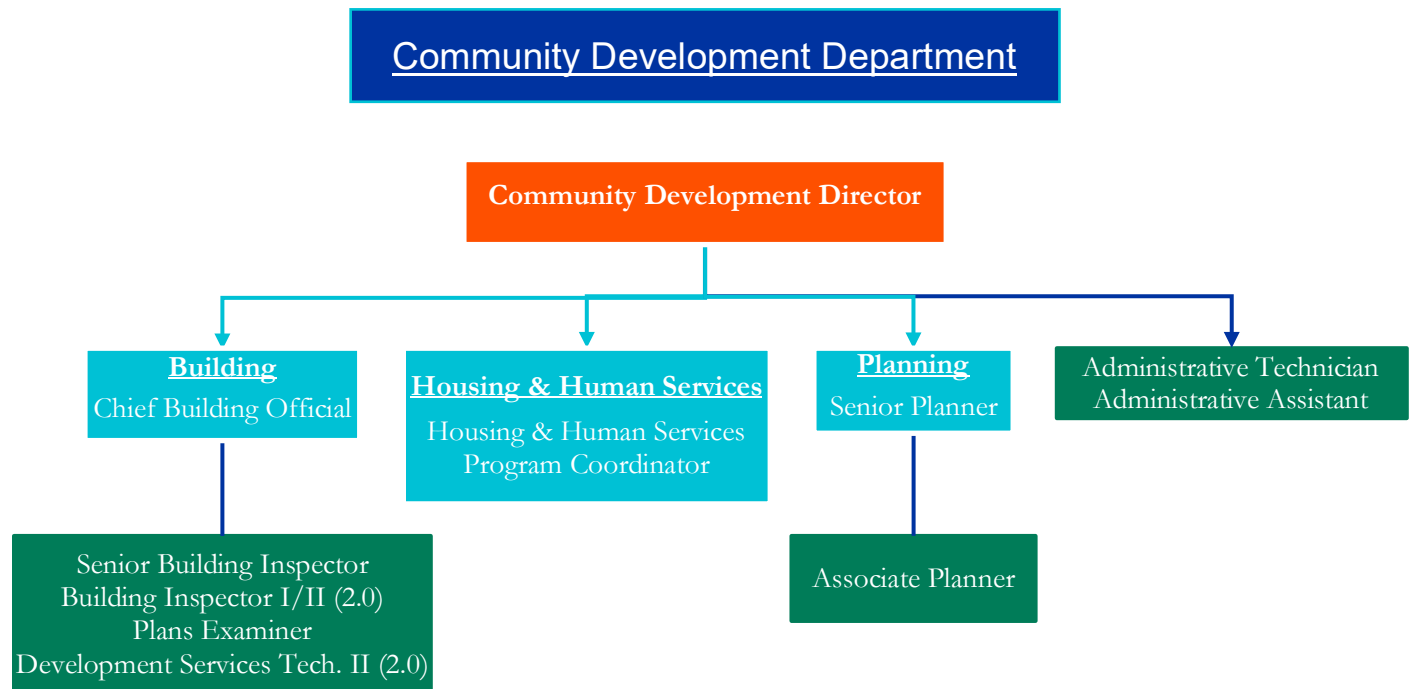 Community Development Department
Community Development Director
Building
Chief Building Official
Housing & Human Services
Housing & Human Services
Program Coordinator
Planning
Senior Planner
Administrative Technician
Administrative Assistant
Senior Building Inspector
Building Inspector I/II (2.0)
Plans Examiner
Development Services Tech. II (2.0)
Associate Planner